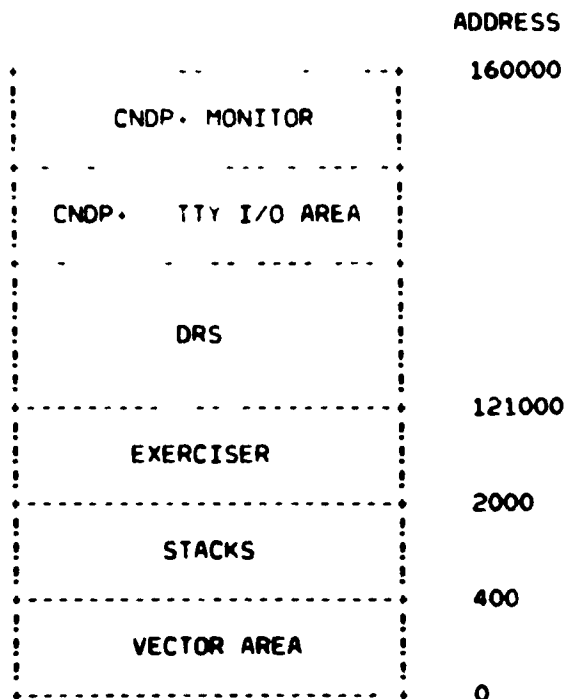 ADDRESS
160000
CNDP+ MONITOR
CNDP+ TTY I/O AREA
DRS
121000
EXERCISER
2000
STACKS
400
VECTOR AREA
0